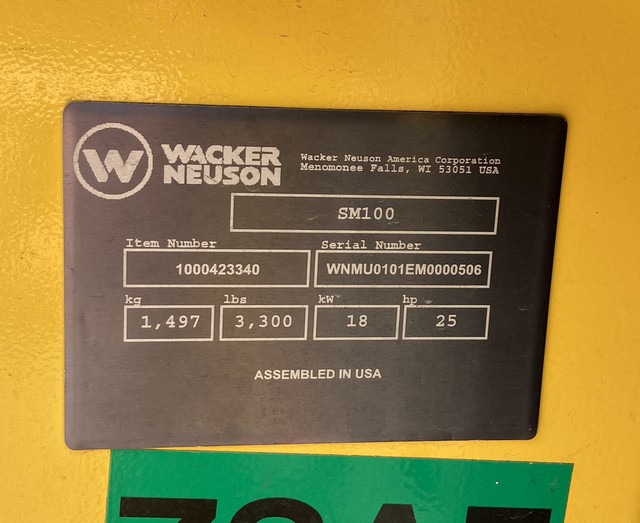 W
WACKER
NEUSON
Wacker Neuson America Corporation
Menomonee Falls, WI 53051 USA
SM100
Item Number
Serial Number
1000423340
WNMU0101EM0000506
kg
lbs
kW
hp
1,497
3,300
18
25
ASSEMBLED IN USA